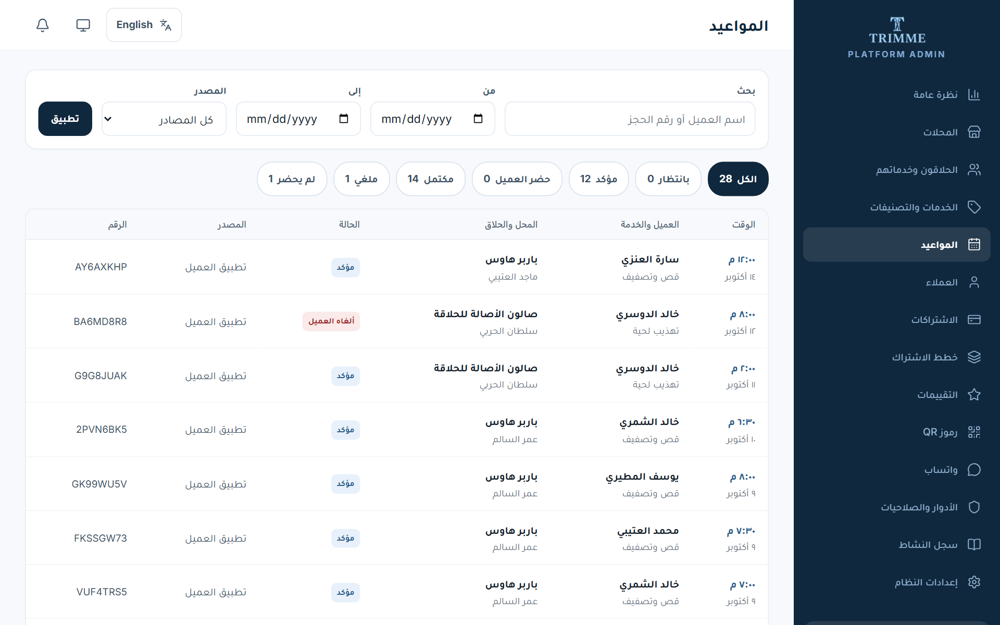 TRIMME
PLATFORM ADMIN
نظرة عامة
المحلات
الحلاقون وخدماتهم
الخدمات والتصنيفات
المواعيد
العملاء
الاشتراكات
خطط الاشتراك
التقييمات
رموز QR
واتساب
الأدوار والصلاحيات
سجل النشاط
إعدادات النظام
المواعيد
English
بحث
من
إلى
المصدر
اسم العميل أو رقم الحجز
mm/dd/yyyy
mm/dd/yyyy
كل المصادر
تطبيق
الكل 28
بانتظار 0
مؤكد 12
حضر العميل 0
مكتمل 14
ملغي 1
لم يحضر 1
الوقت العميل والخدمة المحل والحلاق الحالة المصدر الرقم
١٢:٠٠ م سارة العنزي باربر هاوس مؤكد تطبيق العميل AY6AXKHP
١٤ أكتوبر قص وتصفيف ماجد العتيبي
٨:٠٠ م خالد الدوسري صالون الأصالة للحلاقة ألغاه العميل تطبيق العميل BA6MD8R8
١٢ أكتوبر تهذيب لحية سلطان الحربي
٢:٠٠ م خالد الدوسري صالون الأصالة للحلاقة مؤكد تطبيق العميل G9G8JUAK
١١ أكتوبر تهذيب لحية سلطان الحربي
٦:٣٠ م خالد الشمري باربر هاوس مؤكد تطبيق العميل 2PVN6BK5
١٠ أكتوبر قص وتصفيف عمر السالم
٨:٠٠ م يوسف المطيري باربر هاوس مؤكد تطبيق العميل GK99WU5V
٩ أكتوبر قص وتصفيف عمر السالم
٧:٣٠ م محمد العتيبي باربر هاوس مؤكد تطبيق العميل FKSSGW73
٩ أكتوبر قص وتصفيف عمر السالم
٧:٠٠ م خالد الشمري باربر هاوس مؤكد تطبيق العميل VUF4TRS5
٩ أكتوبر قص وتصفيف عمر السالم